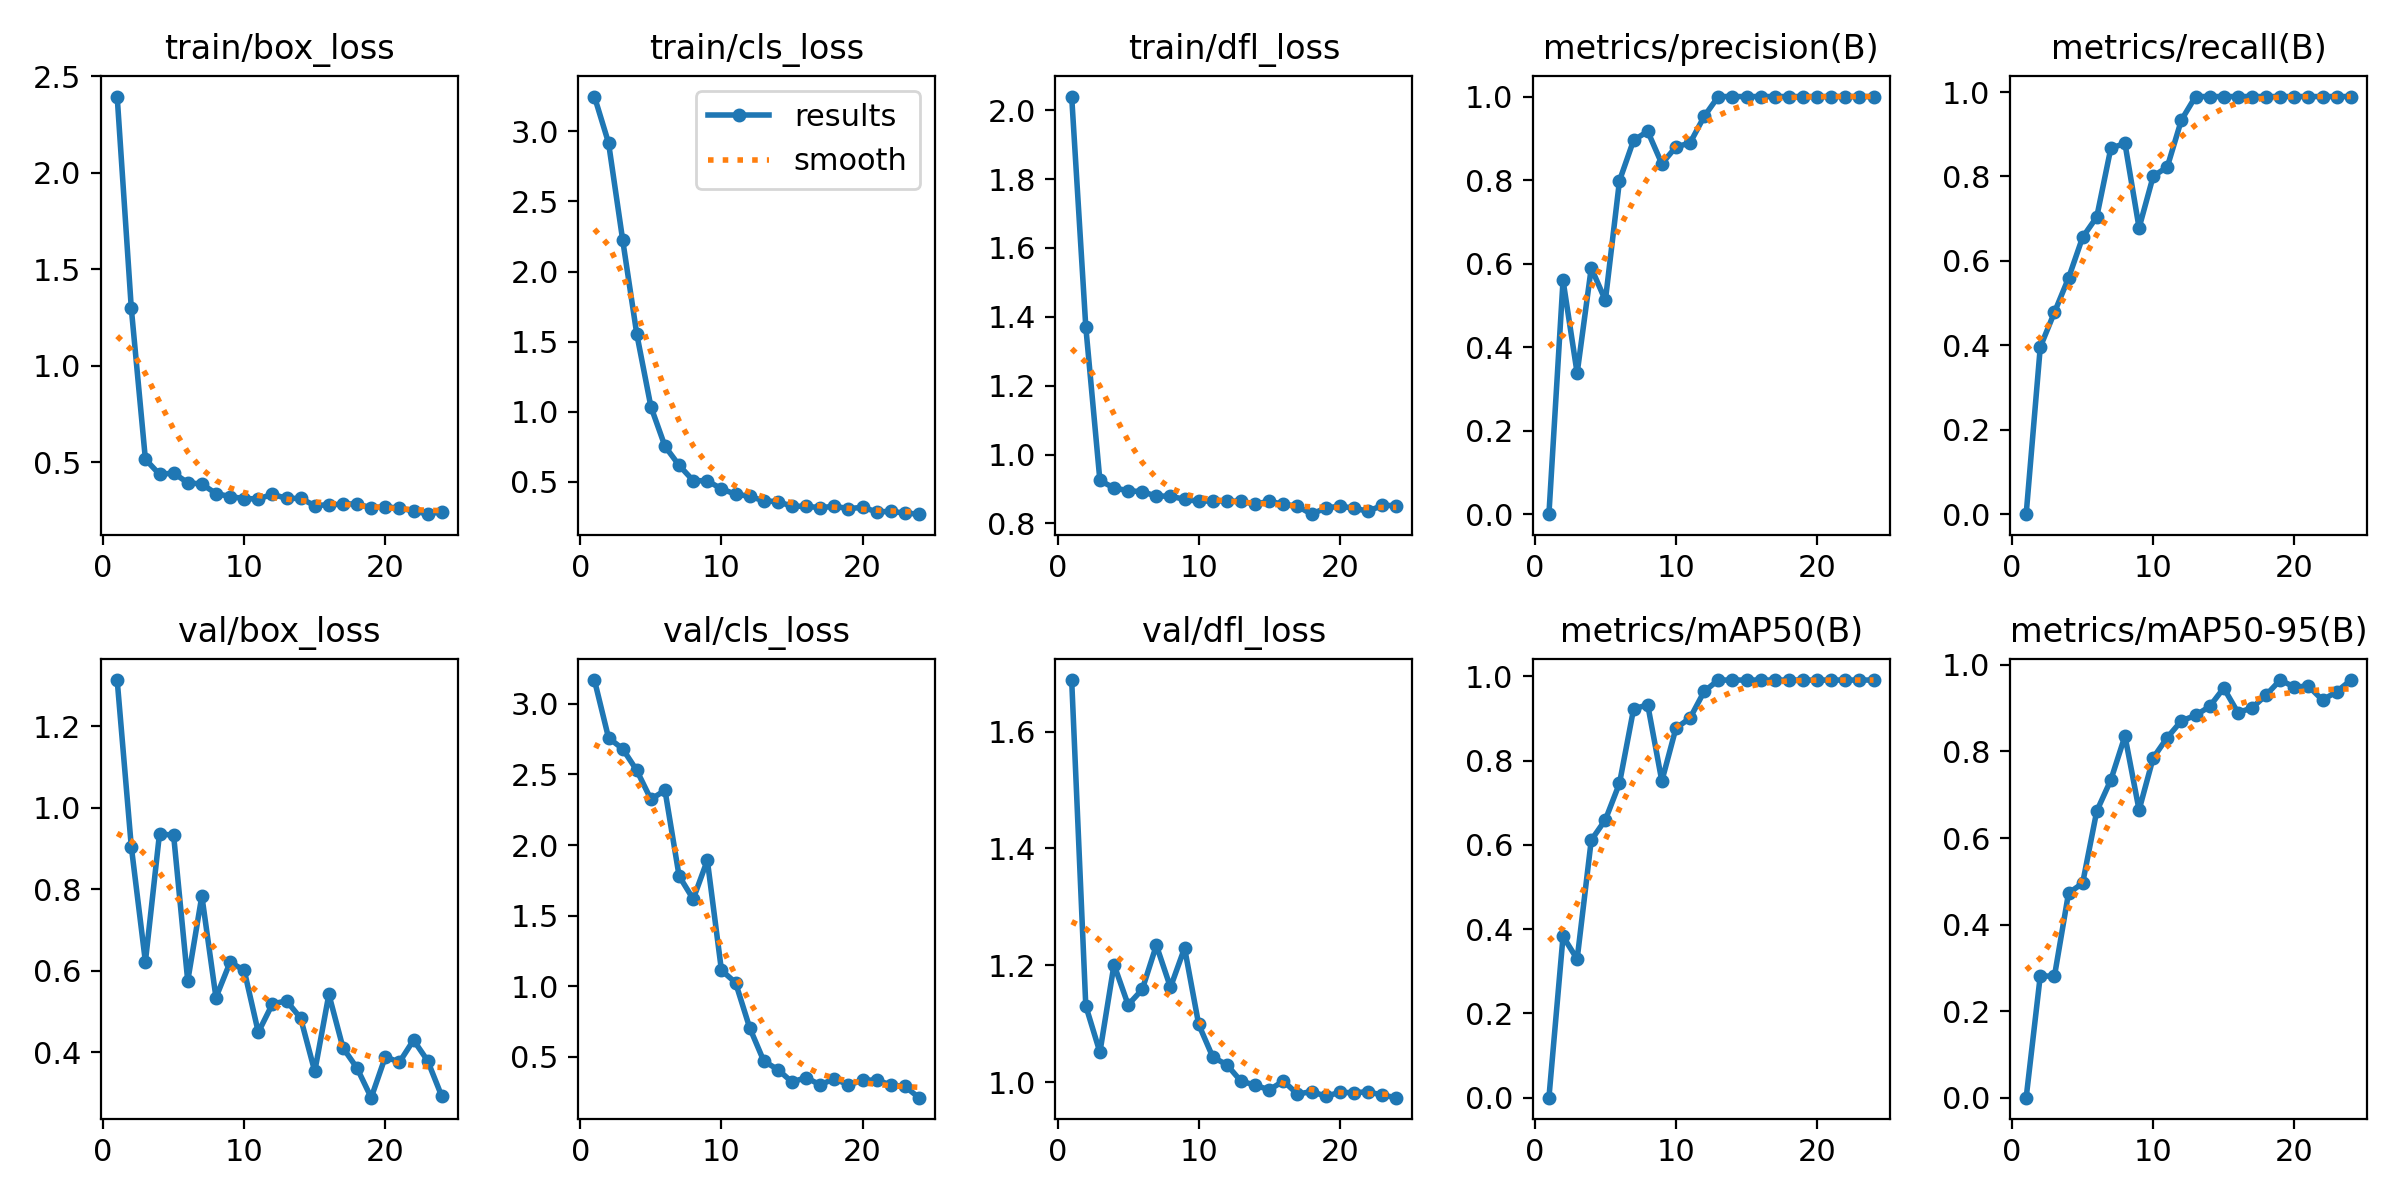 train/box_loss
2.5
2.0
1.5
1.0
0.5
0 10 20
train/cls_loss
results
smooth
3.0
2.5
2.0
1.5
1.0
0.5
0 10 20
train/dfl_loss
2.0
1.8
1.6
1.4
1.2
1.0
0.8
0 10 20
metrics/precision(B)
1.0
0.8
0.6
0.4
0.2
0.0
0 10 20
metrics/recall(B)
1.0
0.8
0.6
0.4
0.2
0.0
0 10 20
val/box_loss
1.2
1.0
0.8
0.6
0.4
0 10 20
val/cls_loss
3.0
2.5
2.0
1.5
1.0
0.5
0 10 20
val/dfl_loss
1.6
1.4
1.2
1.0
0 10 20
metrics/mAP50(B)
1.0
0.8
0.6
0.4
0.2
0.0
0 10 20
metrics/mAP50-95(B)
1.0
0.8
0.6
0.4
0.2
0.0
0 10 20